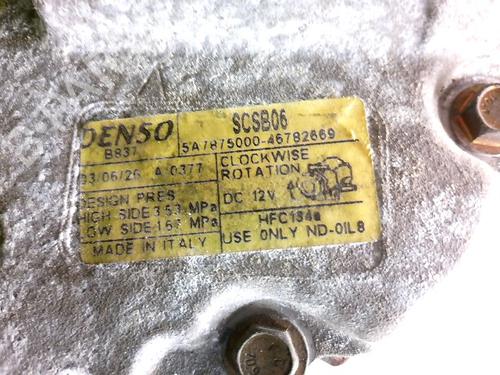 DENSO SCSB06
B837 5A7875000-46782669
03/06/26 A 0377 CLOCKWISE
ROTATION
DESIGN PRES DC 12V
HIGH SIDE 3.53 MPa HFC134a
LOW SIDE 1.67 MPa USE ONLY ND-OIL8
MADE IN ITALY